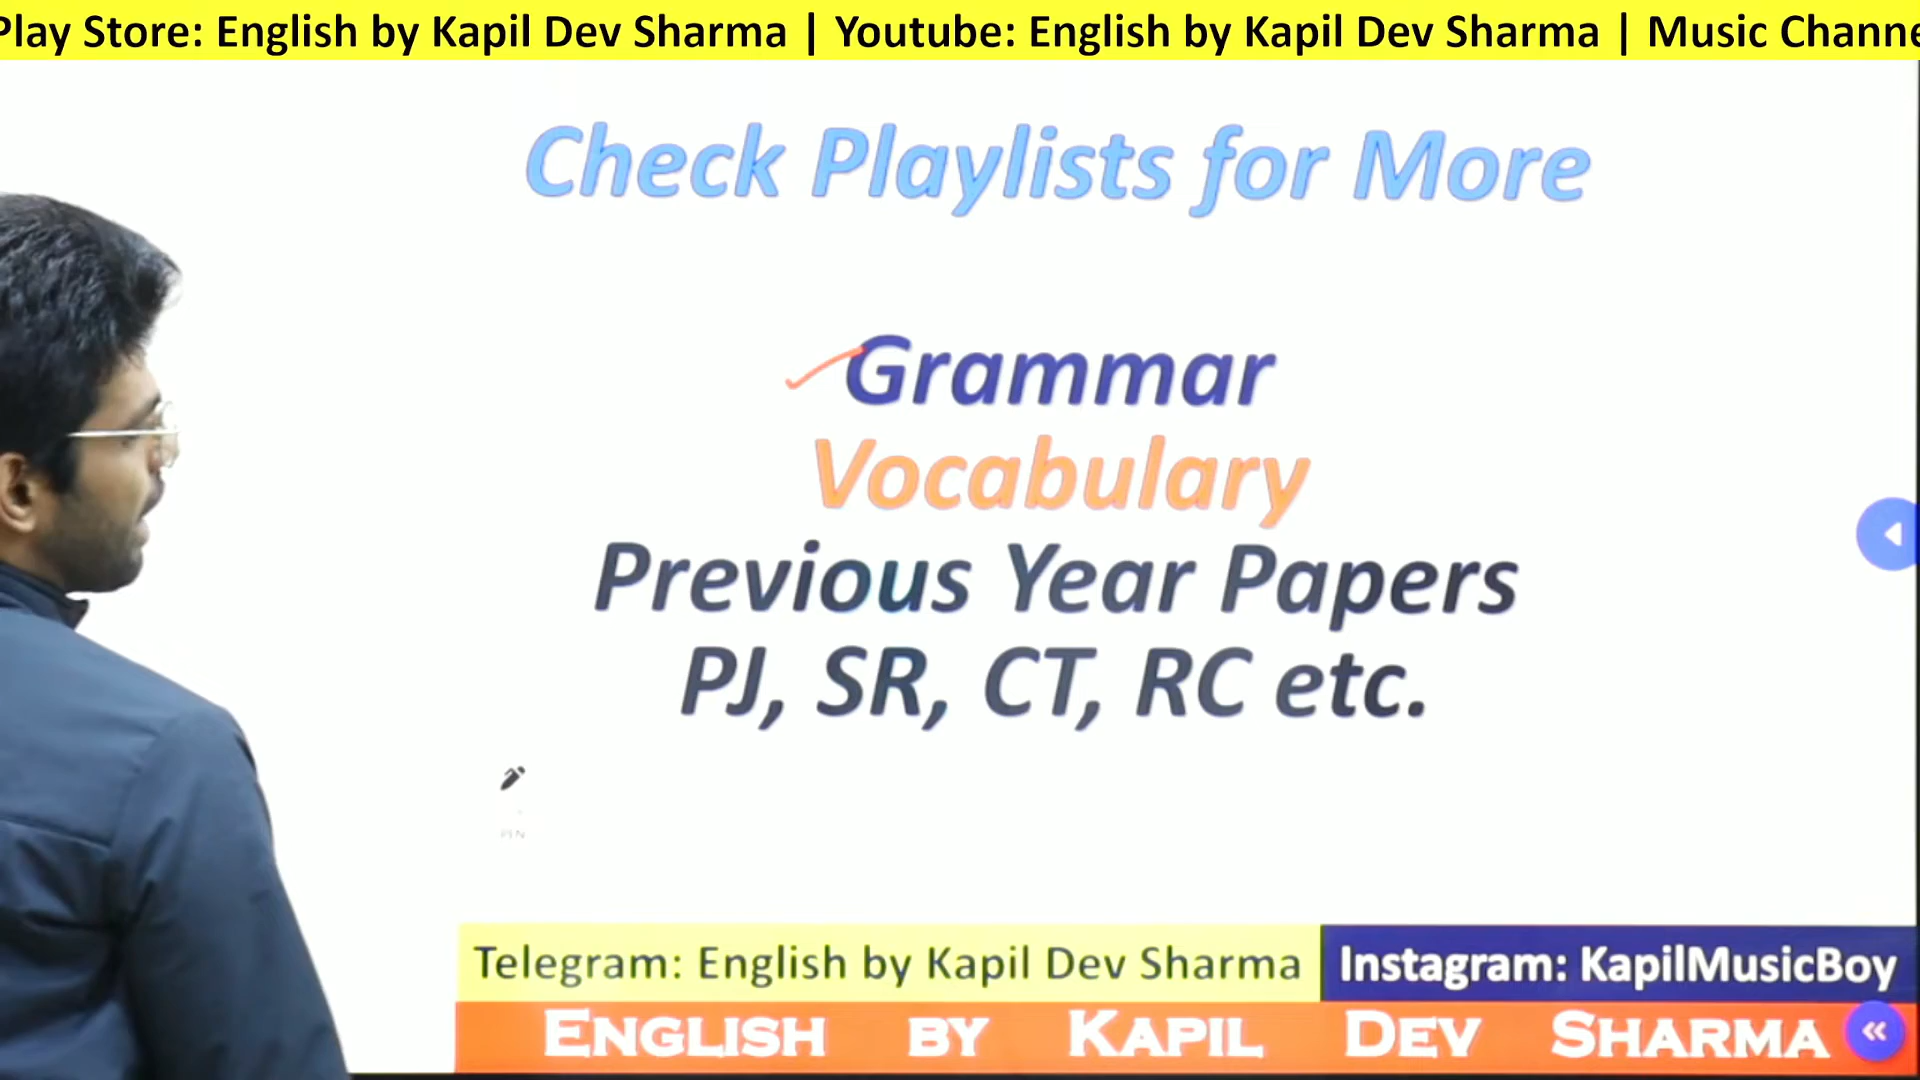 Play Store: English by Kapil Dev Sharma | Youtube: English by Kapil Dev Sharma | Music Channe
Check Playlists for More
Grammar
Vocabulary
Previous Year Papers
PJ, SR, CT, RC etc.
PEN
Telegram: English by Kapil Dev Sharma
Instagram: KapilMusicBoy
ENGLISH BY KAPIL DEV SHARMA